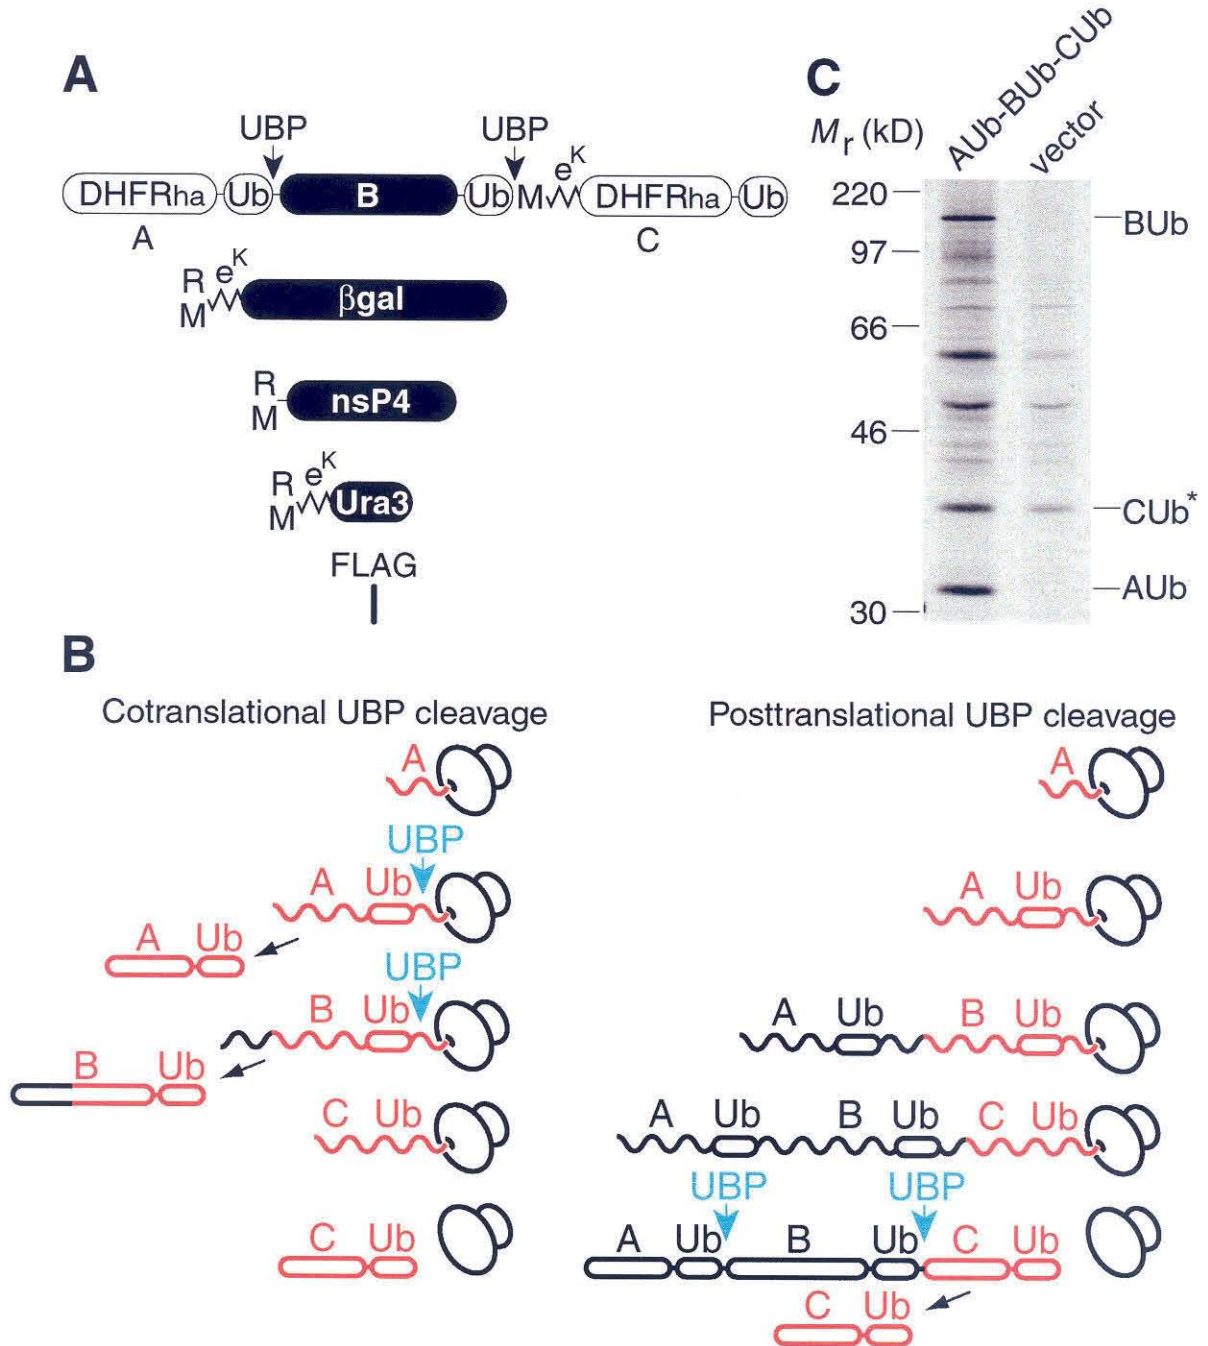 A
UBP UBP
e^K
DHFRha Ub B Ub M DHFRha Ub
A C
R e^K
M βgal
R
M nsP4
R e^K
M Ura3
FLAG
C
AUb-BUb-CUb
vector
M_r (kD)
220
97
66
46
30
BUb
CUb*
AUb
B
Cotranslational UBP cleavage
A
UBP
A Ub
A Ub
UBP
B Ub
B Ub
C Ub
C Ub
Posttranslational UBP cleavage
A
A Ub
A Ub B Ub
A Ub B Ub C Ub
UBP UBP
A Ub B Ub C Ub
C Ub